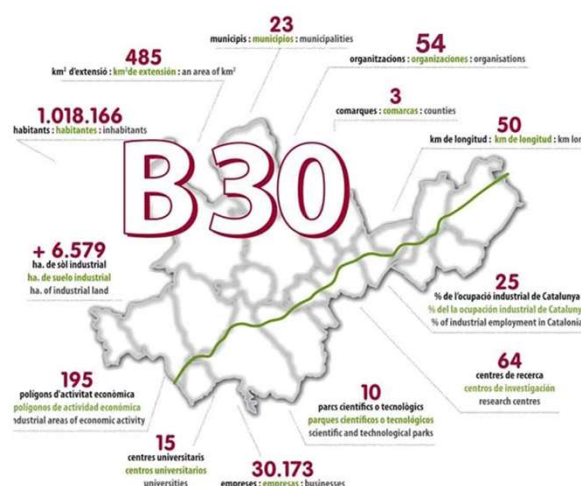 23
municipis : municipios : municipalities
485
km² d'extensió : km² de extensión : an area of km²
54
organitzacions : organizaciones : organisations
1.018.166
habitants : habitantes : inhabitants
3
comarques : comarcas : counties
50
km de longitud : km de longitud : km lon
B30
+ 6.579
ha. de sòl industrial
ha. de suelo industrial
ha. of industrial land
25
% de l'ocupació industrial de Catalunya
% del la ocupación industrial de Cataluny
% of industrial employment in Catalonia
64
centres de recerca
centros de investigación
research centres
195
polígons d'activitat econòmica
polígonos de actividad económica
ndustrial areas of economic activity
10
parcs científics o tecnològics
parques científicos o tecnológicos
scientific and technological parks
15
centres universitaris
centros universitarios
universities
30.173
empreses : empresas : businesses